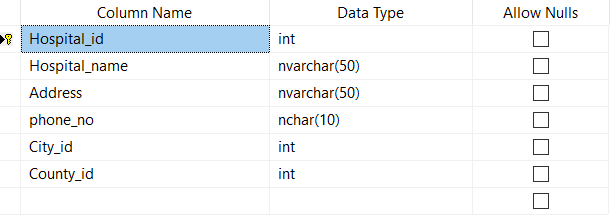 Column Name Data Type Allow Nulls
Hospital_id int
Hospital_name nvarchar(50)
Address nvarchar(50)
phone_no nchar(10)
City_id int
County_id int